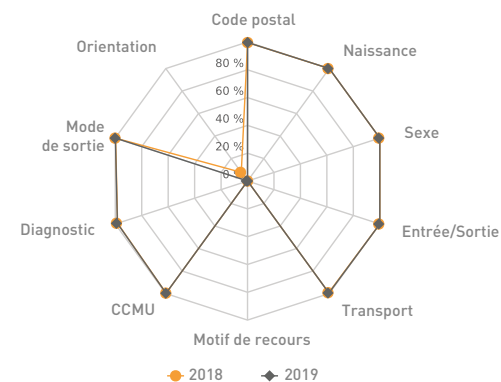 Code postal
Orientation
Naissance
80 %
60 %
40 %
20 %
0
Mode
de sortie
Sexe
Diagnostic
Entrée/Sortie
CCMU
Transport
Motif de recours
2018
2019